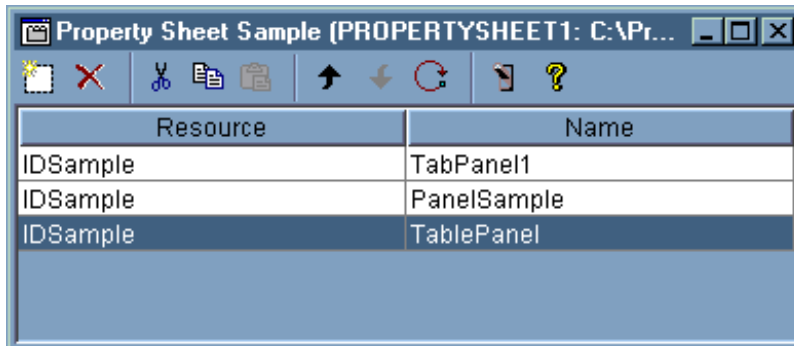 Property Sheet Sample (PROPERTYSHEET1: C:\Pr...
Resource Name
IDSample TabPanel1
IDSample PanelSample
IDSample TablePanel